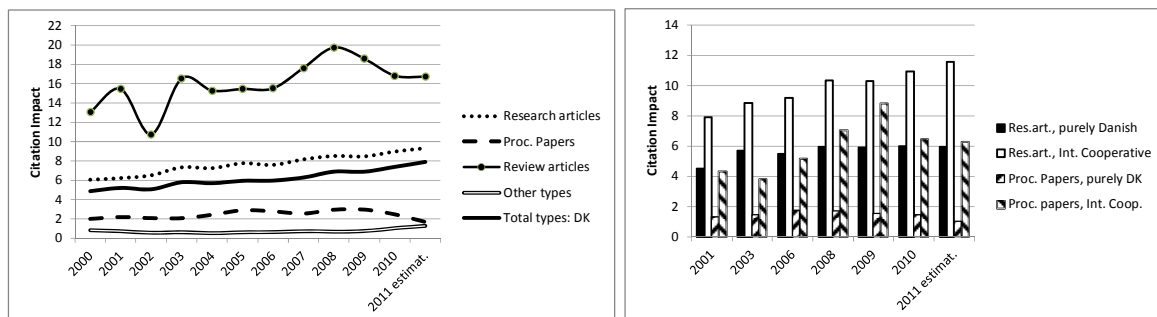 22
20
18
16
14
12
10
8
6
4
2
0
Citation Impact
2000
2001
2002
2003
2004
2005
2006
2007
2008
2009
2010
2011 estimat.
Research articles
Proc. Papers
Review articles
Other types
Total types: DK
14
12
10
8
6
4
2
0
Citation Impact
2001
2003
2006
2008
2009
2010
2011 estimat.
Res.art., purely Danish
Res.art., Int. Cooperative
Proc. Papers, purely DK
Proc. papers, Int. Coop.